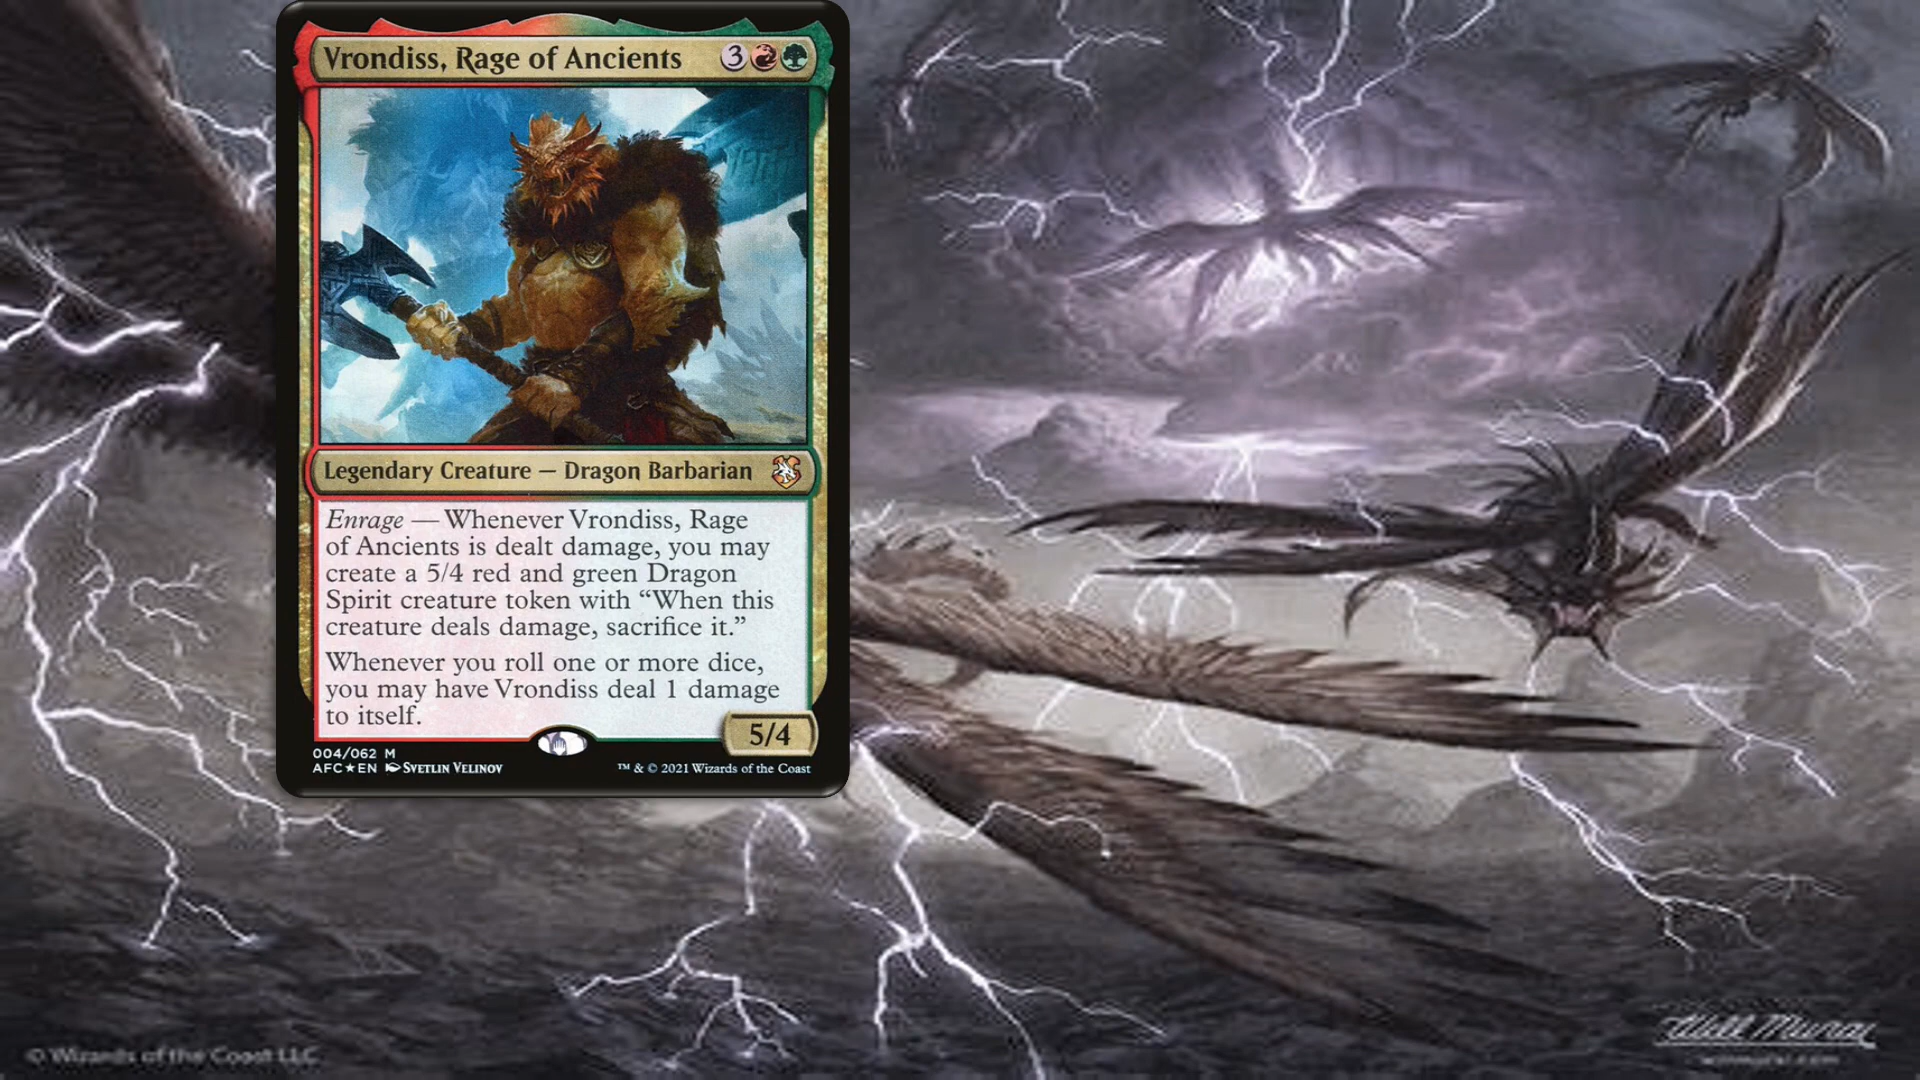 Vrondiss, Rage of Ancients 3
Legendary Creature — Dragon Barbarian
Enrage — Whenever Vrondiss, Rage
of Ancients is dealt damage, you may
create a 5/4 red and green Dragon
Spirit creature token with “When this
creature deals damage, sacrifice it.”
Whenever you roll one or more dice,
you may have Vrondiss deal 1 damage
to itself.
5/4
004/062 M
AFC★EN Svetlin Velinov
™ & © 2021 Wizards of the Coast
© Wizards of the Coast LLC
Will Murai